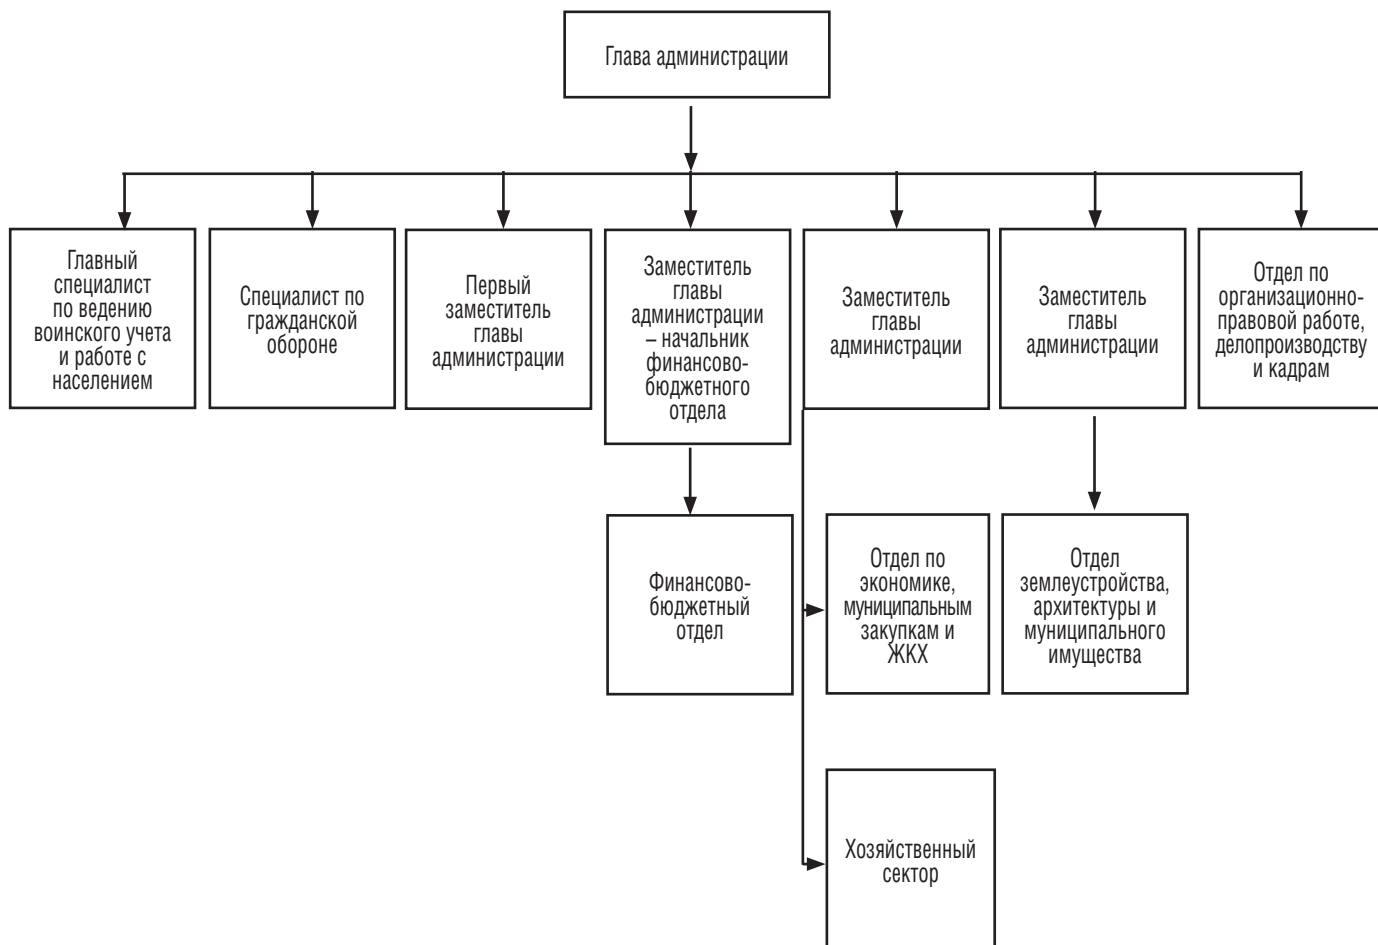 Глава администрации
Главный
специалист
по ведению
воинского учета
и работе с
населением
Специалист по
гражданской
обороне
Первый
заместитель
главы
администрации
Заместитель
главы
администрации
– начальник
финансово-
бюджетного
отдела
Заместитель
главы
администрации
Заместитель
главы
администрации
Отдел по
организационно-
правовой работе,
делопроизводству
и кадрам
Финансово-
бюджетный
отдел
Отдел по
экономике,
муниципальным
закупкам и
ЖКХ
Отдел
землеустройства,
архитектуры и
муниципального
имущества
Хозяйственный
сектор